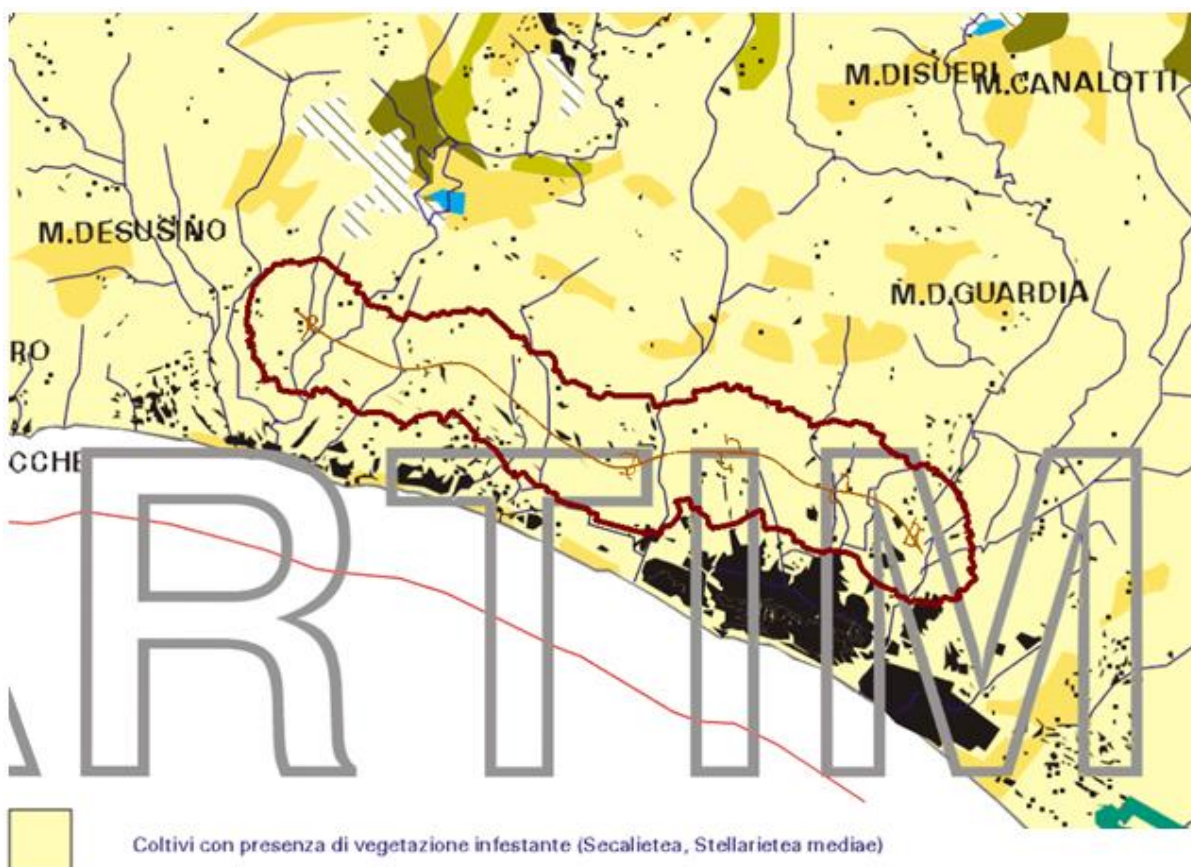 M.DISUERI
M.CANALOTTI
M.DESUSINO
M.D.GUARDIA
RO
CCHE
ARTIM
Coltivi con presenza di vegetazione infestante (Secalietea, Stellarietea mediae)